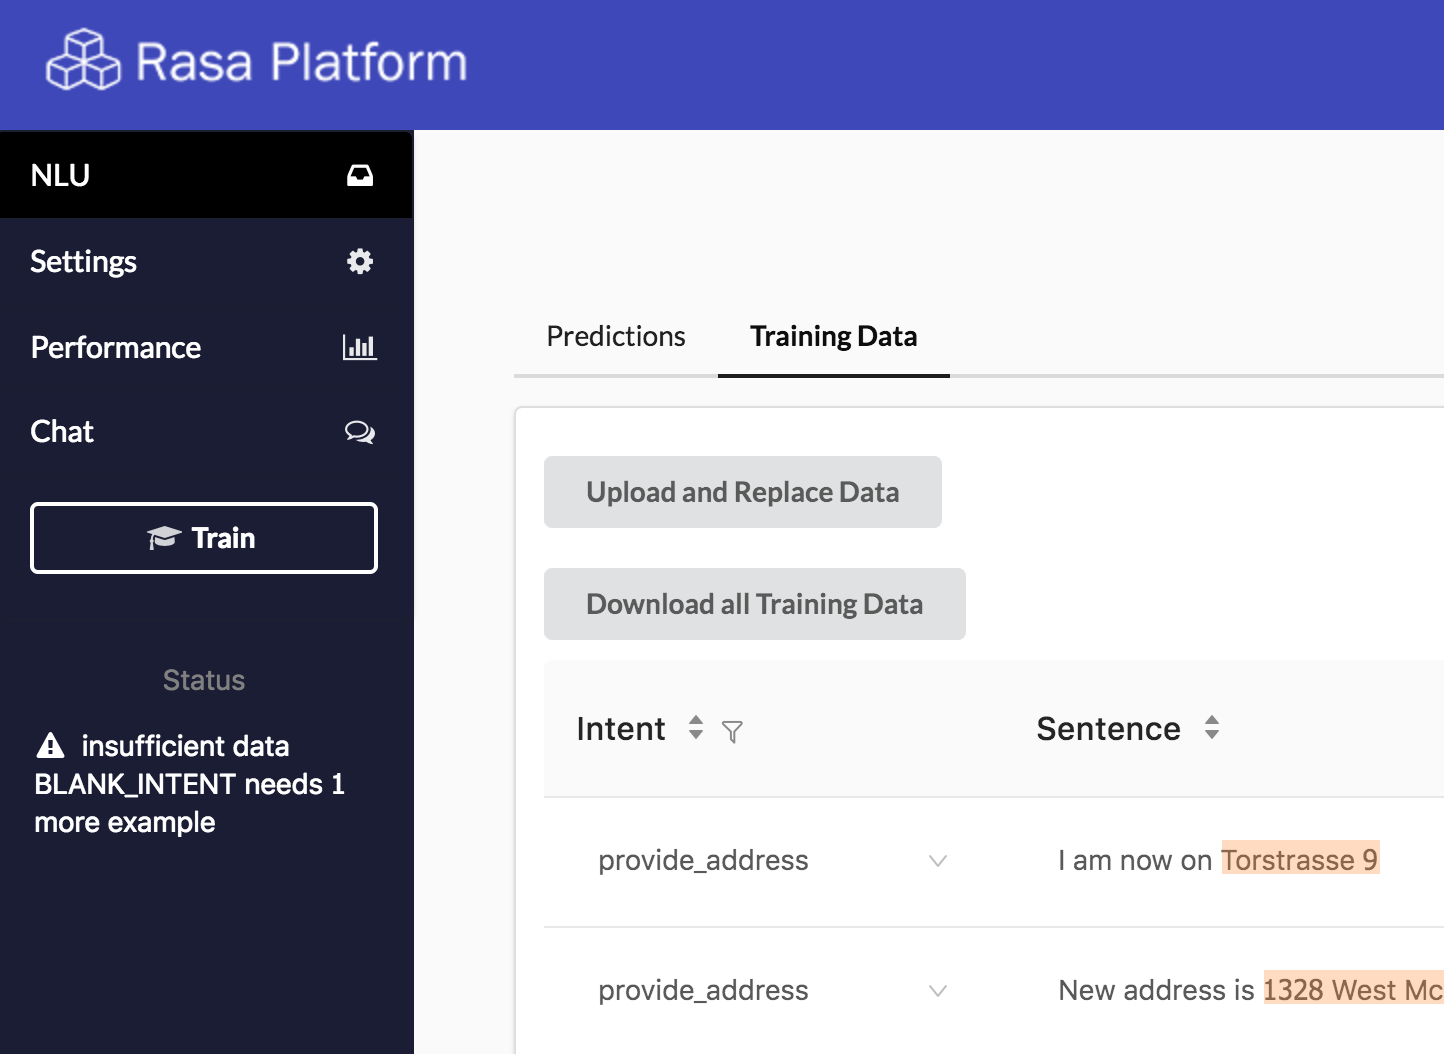 Rasa Platform
NLU
Settings
Performance
Chat
Train
Status
insufficient data
BLANK_INTENT needs 1
more example
Predictions
Training Data
Upload and Replace Data
Download all Training Data
Intent
Sentence
provide_address
I am now on Torstrasse 9
provide_address
New address is 1328 West Mc